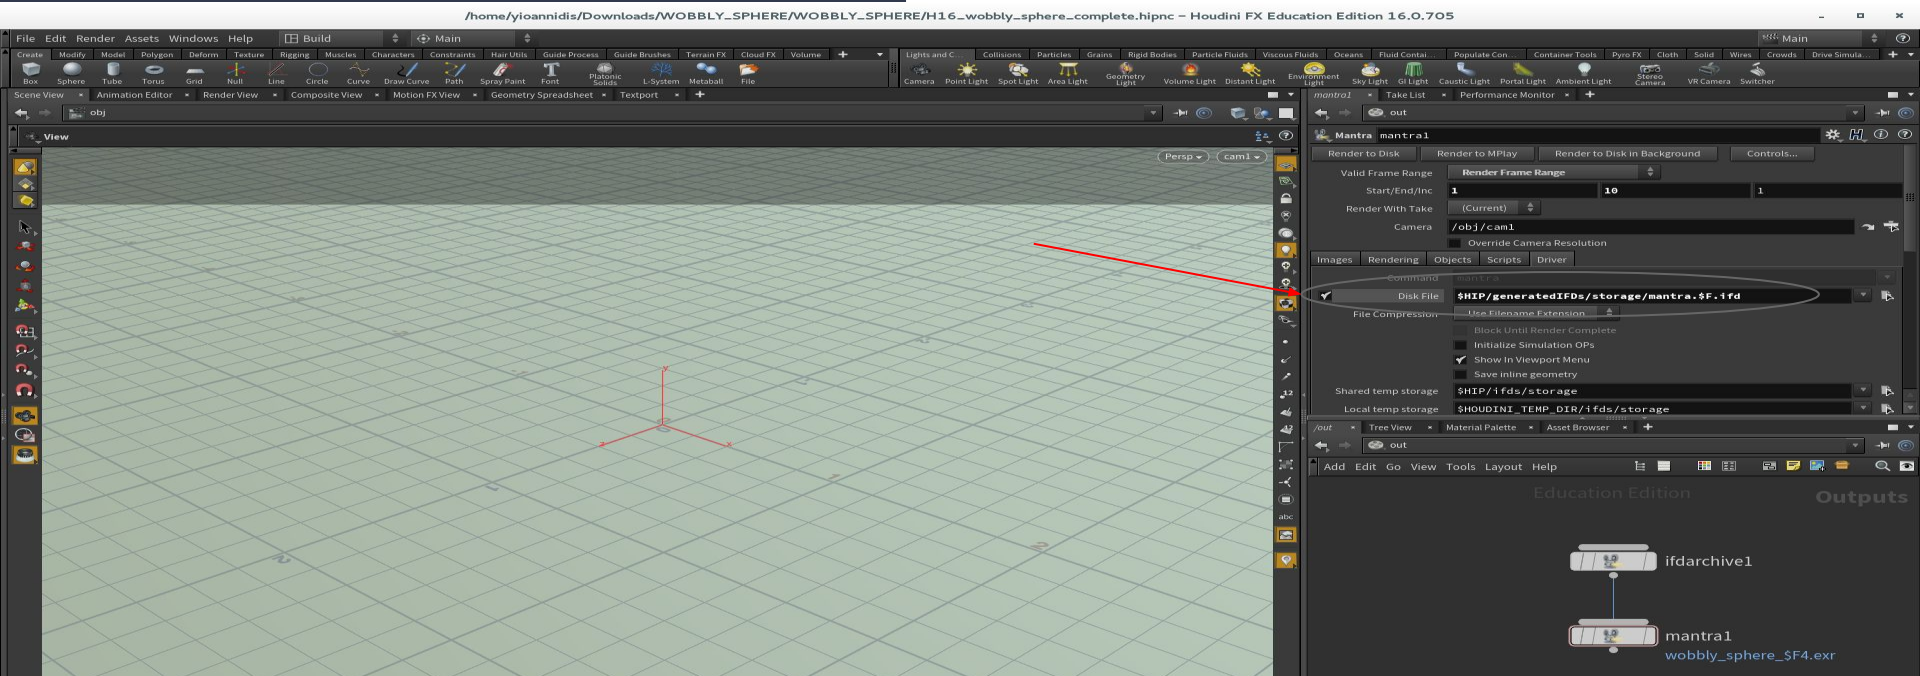 /home/yioannidis/Downloads/WOBBLY_SPHERE/WOBBLY_SPHERE/H16_wobbly_sphere_complete.hipnc – Houdini FX Education Edition 16.0.705
File Edit Render Assets Windows Help Build Main Main
Create Modify Model Polygon Deform Texture Rigging Muscles Characters Constraints Hair Utils Guide Process Guide Brushes Terrain FX Cloud FX Volume
Lights and C... Collisions Particles Grains Rigid Bodies Particle Fluids Viscous Fluids Oceans Fluid Contai... Populate Con... Container Tools Pyro FX Cloth Solid Wires Crowds Drive Simula...
Box Sphere Tube Torus Grid Null Line Circle Curve Draw Curve Path Spray Paint Font Platonic Solids L-System Metaball File
Camera Point Light Spot Light Area Light Geometry Light Volume Light Distant Light Environment Light Sky Light GI Light Caustic Light Portal Light Ambient Light Stereo Camera VR Camera Switcher
Scene View Animation Editor Render View Composite View Motion FX View Geometry Spreadsheet Textport
obj
View
Persp cam1
abc
mantra1 Take List Performance Monitor
out
Mantra mantra1
Render to Disk Render to MPlay Render to Disk in Background Controls...
Valid Frame Range Render Frame Range
Start/End/Inc 1 10 1
Render With Take (Current)
Camera /obj/cam1
Override Camera Resolution
Images Rendering Objects Scripts Driver
Command mantra
Disk File $HIP/generatedIFDs/storage/mantra.$F.ifd
File Compression Use Filename Extension
Block Until Render Complete
Initialize Simulation OPs
Show In Viewport Menu
Save inline geometry
Shared temp storage $HIP/ifds/storage
Local temp storage $HOUDINI_TEMP_DIR/ifds/storage
/out Tree View Material Palette Asset Browser
out
Add Edit Go View Tools Layout Help
Education Edition Outputs
ifdarchive1
mantra1
wobbly_sphere_$F4.exr